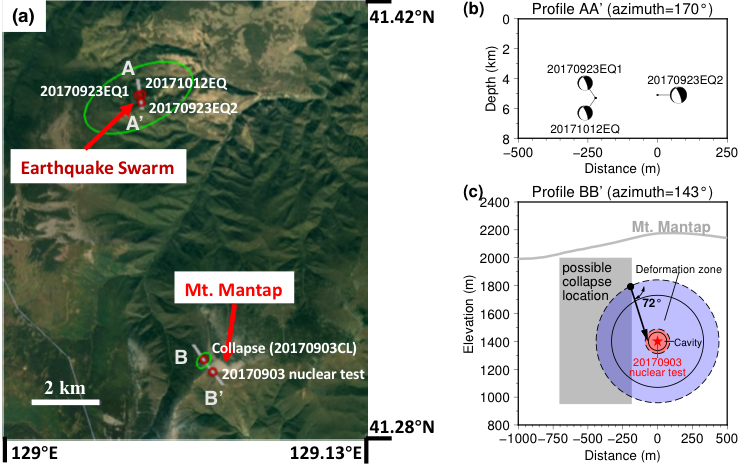 (a)
41.42°N
A
20171012EQ
20170923EQ1
20170923EQ2
A'
Earthquake Swarm
Mt. Mantap
B
Collapse (20170903CL)
20170903 nuclear test
B'
2 km
41.28°N
129°E
129.13°E
(b)
Profile AA' (azimuth=170°)
Depth (km)
0
2
4
6
8
20170923EQ1
20170923EQ2
20171012EQ
-500
-250
0
250
Distance (m)
(c)
Profile BB' (azimuth=143°)
Elevation (m)
2400
2200
2000
1800
1600
1400
1200
1000
800
Mt. Mantap
possible
collapse
location
Deformation zone
72°
Cavity
20170903
nuclear test
-1000
-750
-500
-250
0
250
500
Distance (m)